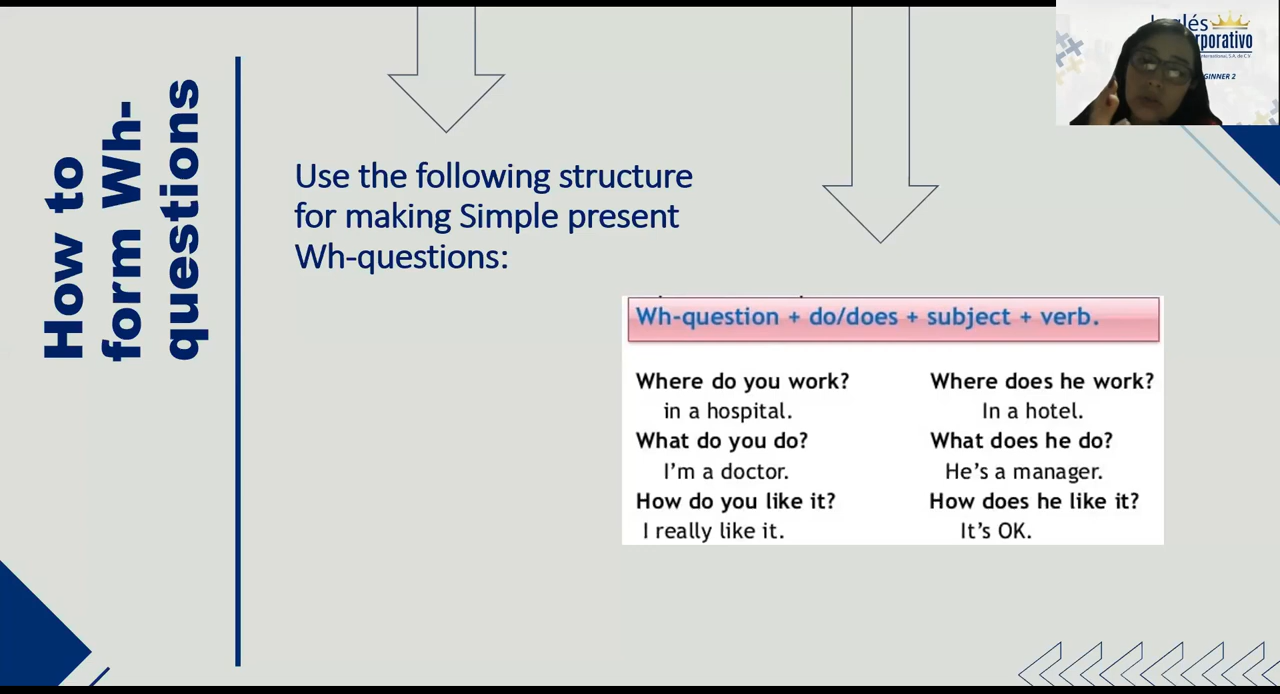 How to
form Wh-
questions
Use the following structure
for making Simple present
Wh-questions:
Wh-question + do/does + subject + verb.
Where do you work?
in a hospital.
What do you do?
I'm a doctor.
How do you like it?
I really like it.
Where does he work?
In a hotel.
What does he do?
He's a manager.
How does he like it?
It's OK.